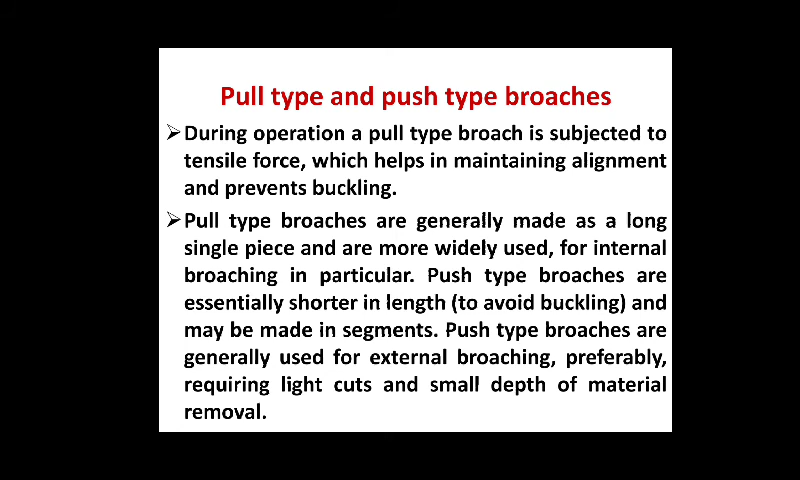 Pull type and push type broaches
➢During operation a pull type broach is subjected to
tensile force, which helps in maintaining alignment
and prevents buckling.
➢Pull type broaches are generally made as a long
single piece and are more widely used, for internal
broaching in particular. Push type broaches are
essentially shorter in length (to avoid buckling) and
may be made in segments. Push type broaches are
generally used for external broaching, preferably,
requiring light cuts and small depth of material
removal.